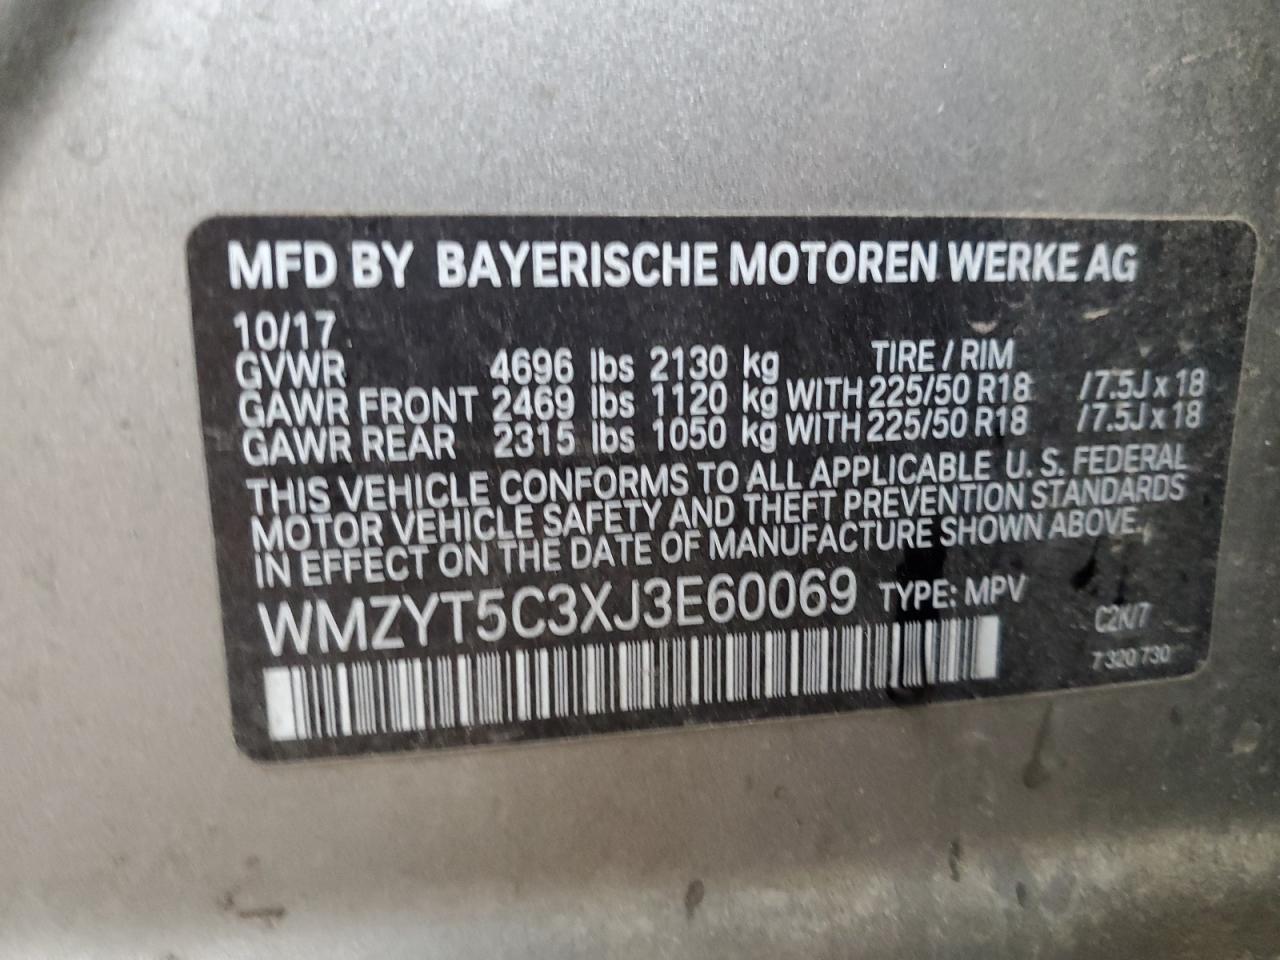 MFD BY BAYERISCHE MOTOREN WERKE AG
10/17
GVWR 4696 lbs 2130 kg TIRE / RIM
GAWR FRONT 2469 lbs 1120 kg WITH 225/50 R18 /7.5J x 18
GAWR REAR 2315 lbs 1050 kg WITH 225/50 R18 /7.5J x 18
THIS VEHICLE CONFORMS TO ALL APPLICABLE U. S. FEDERAL
MOTOR VEHICLE SAFETY AND THEFT PREVENTION STANDARDS
IN EFFECT ON THE DATE OF MANUFACTURE SHOWN ABOVE.
WMZYT5C3XJ3E60069 TYPE: MPV
C2K/7
7 320 730